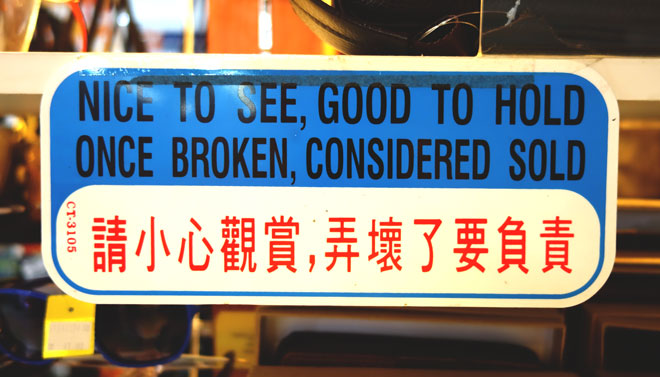 NICE TO SEE, GOOD TO HOLD
ONCE BROKEN, CONSIDERED SOLD
CT-3105
請小心觀賞,弄壞了要負責